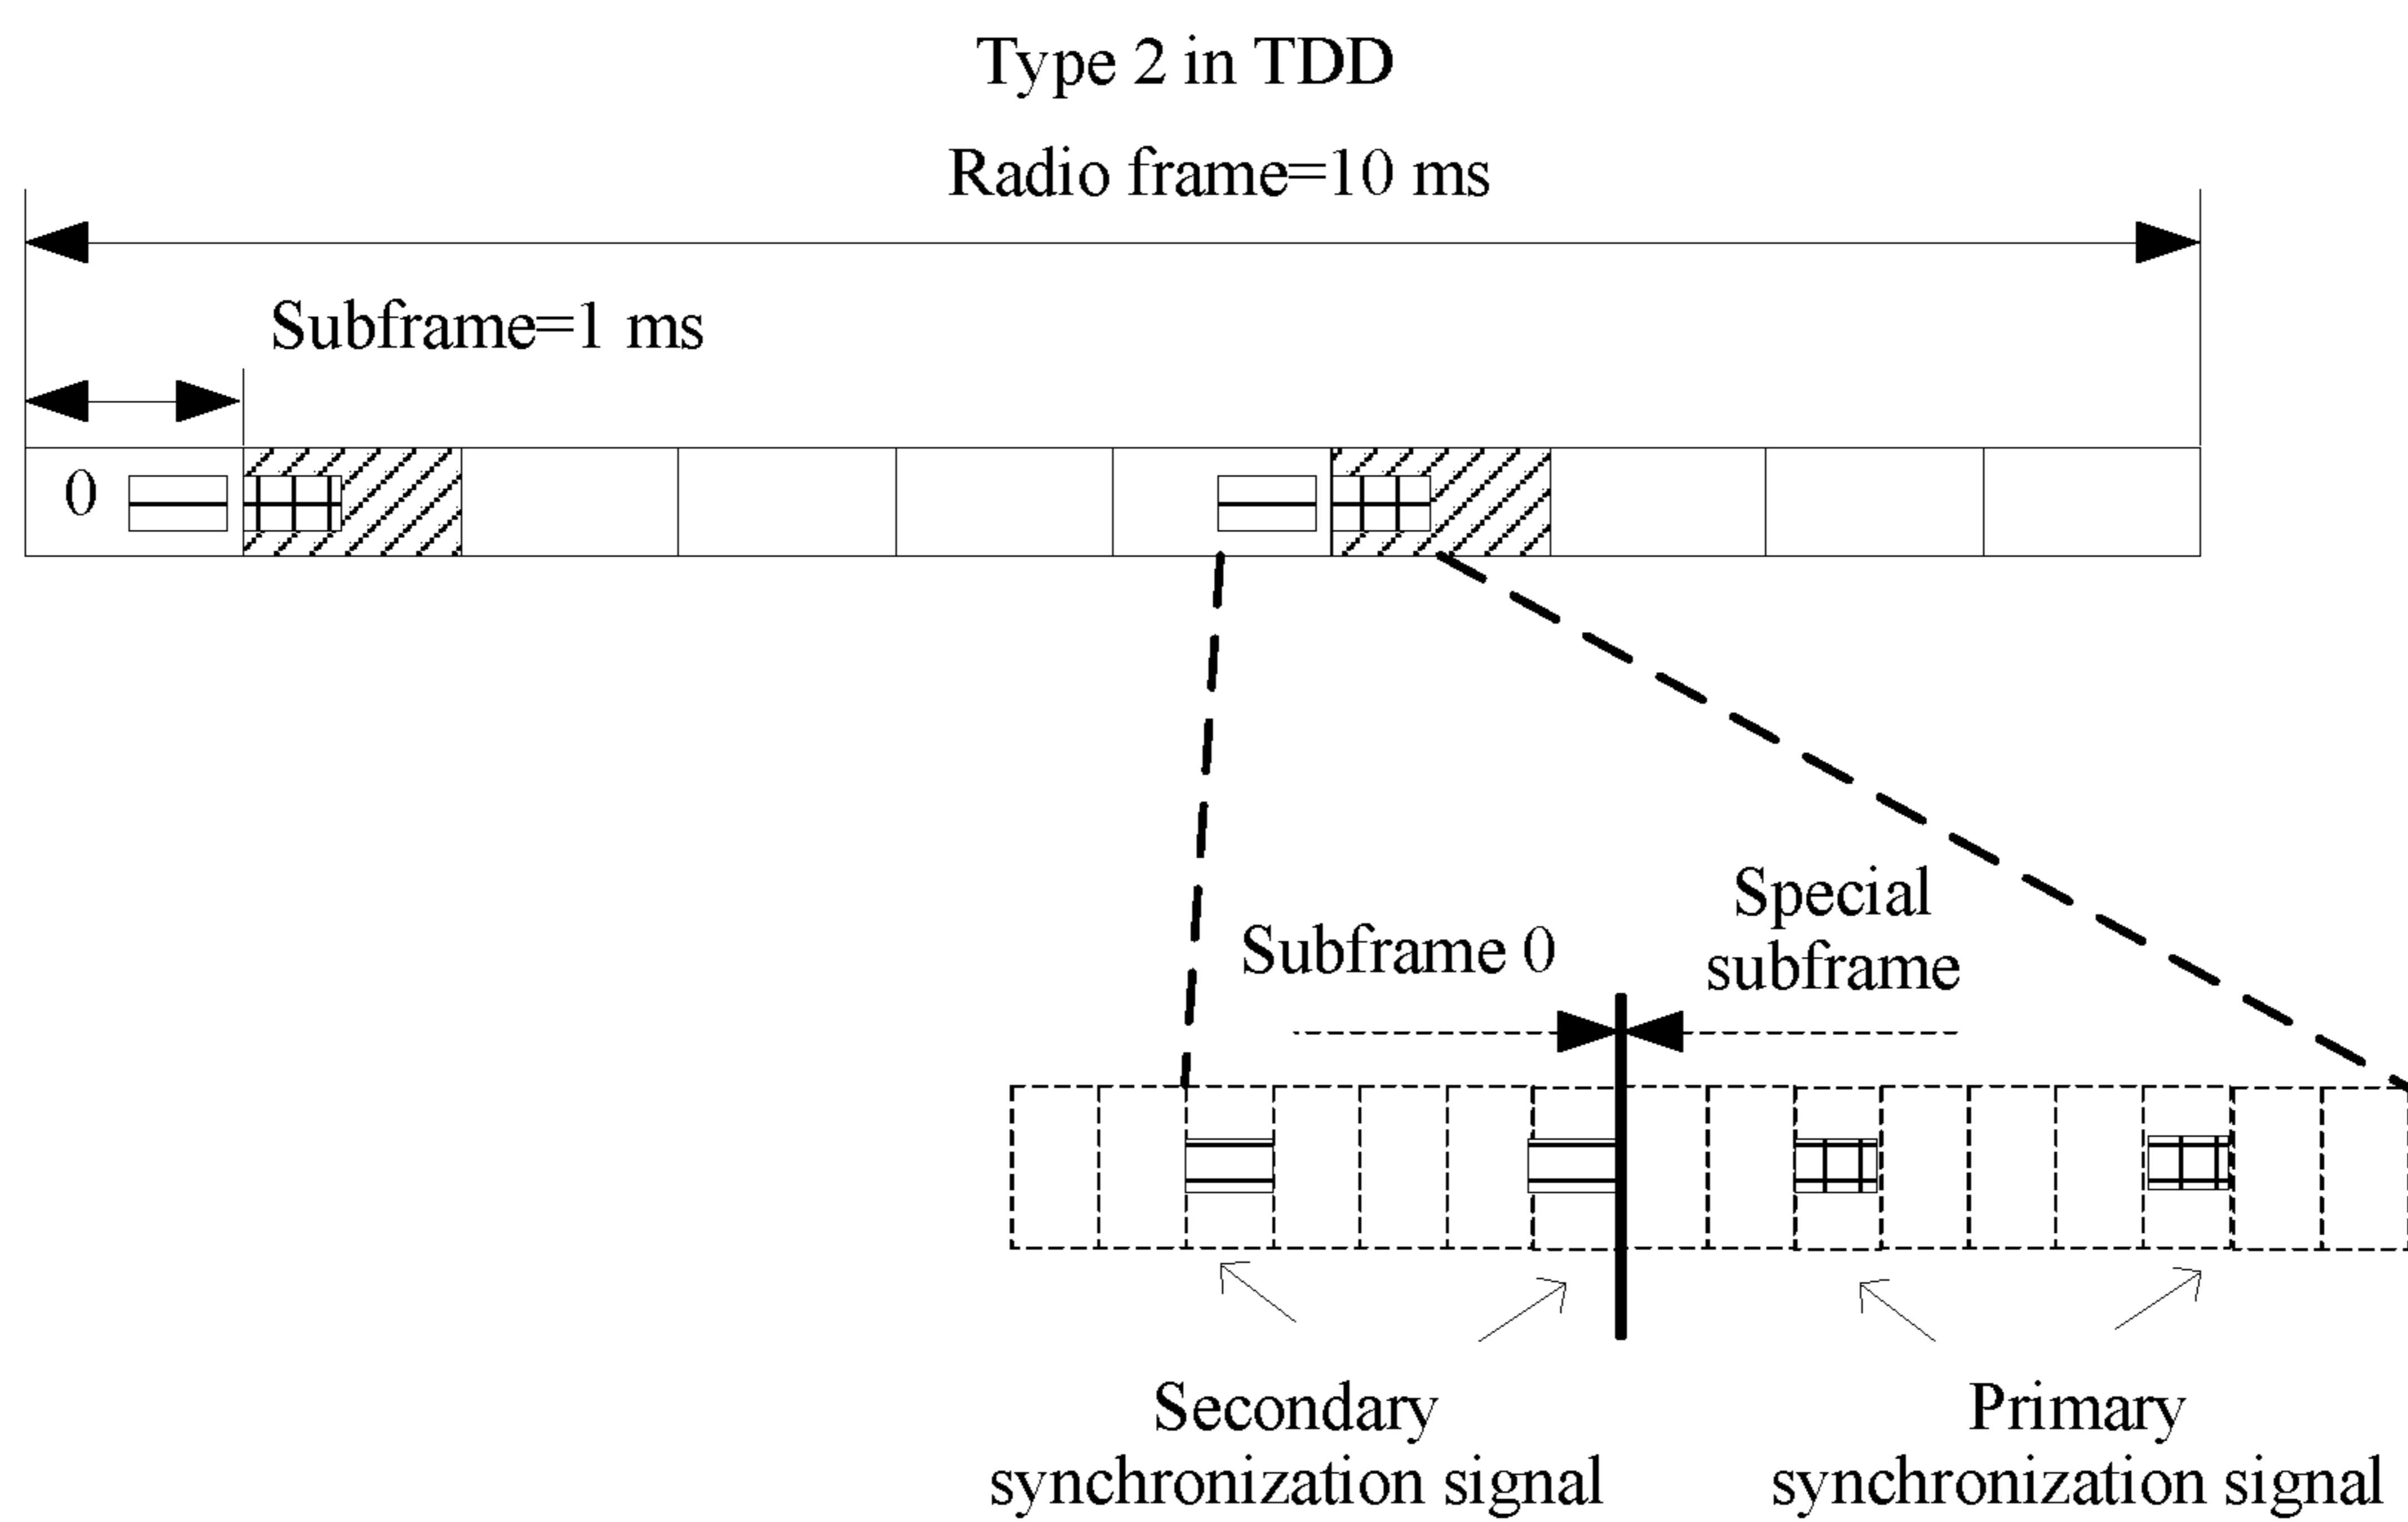 Type 2 in TDD
Radio frame=10 ms
Subframe=1 ms
0
Subframe 0
Special
subframe
Secondary
synchronization signal
Primary
synchronization signal